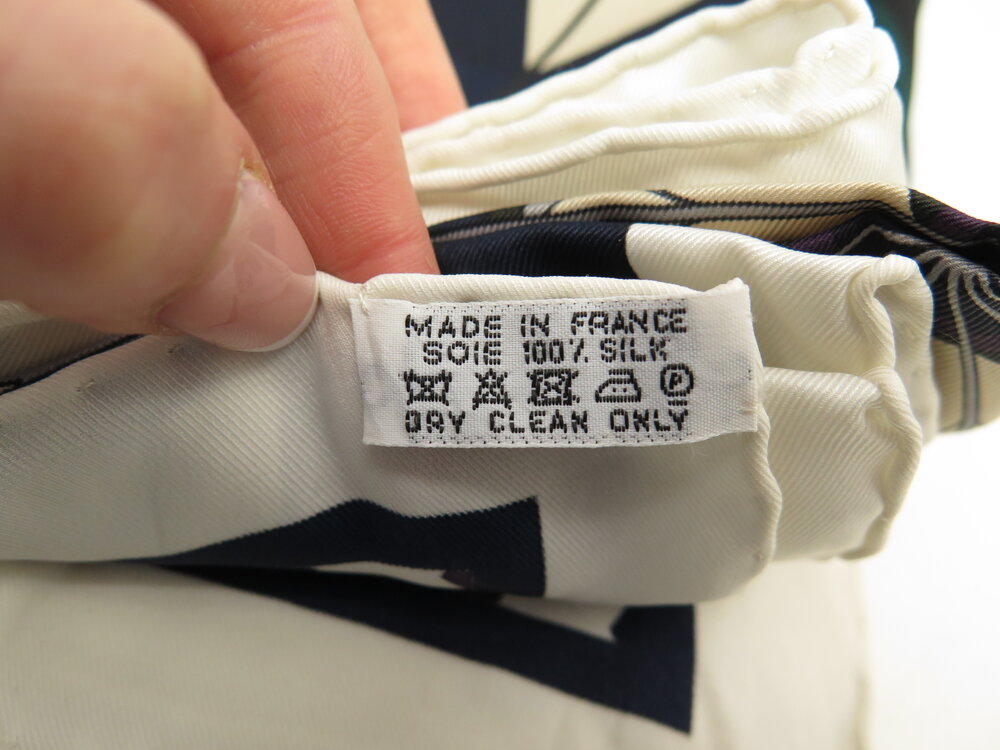 MADE IN FRANCE
SOIE 100% SILK
P
DRY CLEAN ONLY